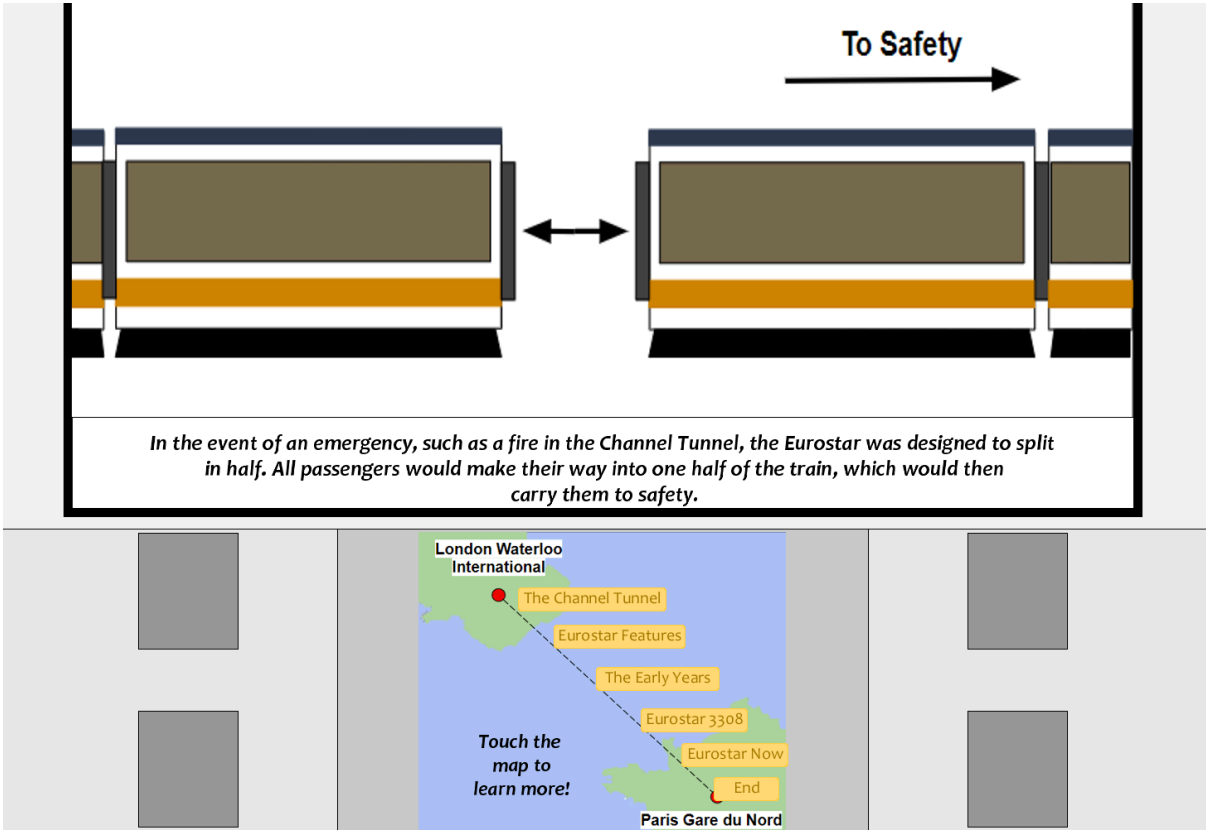 To Safety
In the event of an emergency, such as a fire in the Channel Tunnel, the Eurostar was designed to split
in half. All passengers would make their way into one half of the train, which would then
carry them to safety.
London Waterloo
International
The Channel Tunnel
Eurostar Features
The Early Years
Eurostar 3308
Eurostar Now
End
Touch the
map to
learn more!
Paris Gare du Nord